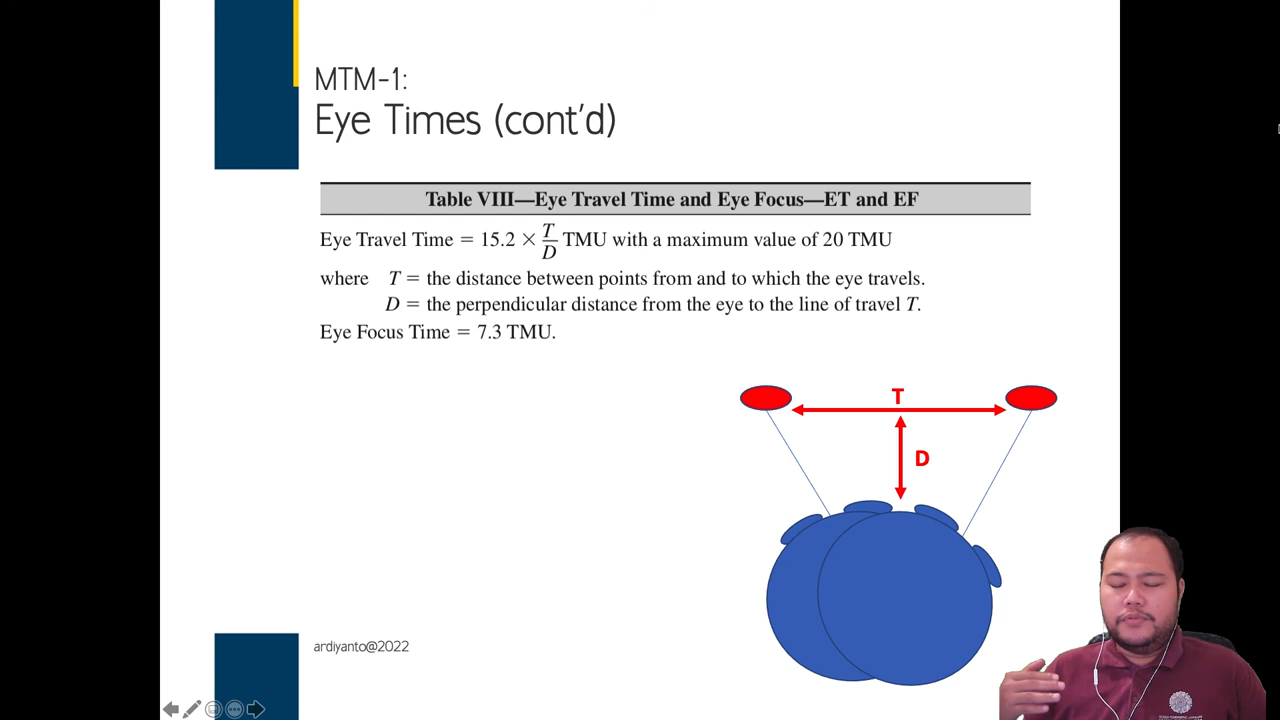 MTM-1:
Eye Times (cont'd)
Table VIII—Eye Travel Time and Eye Focus—ET and EF
Eye Travel Time = 15.2 × T/D TMU with a maximum value of 20 TMU
where T = the distance between points from and to which the eye travels.
D = the perpendicular distance from the eye to the line of travel T.
Eye Focus Time = 7.3 TMU.
T
D
ardiyanto@2022